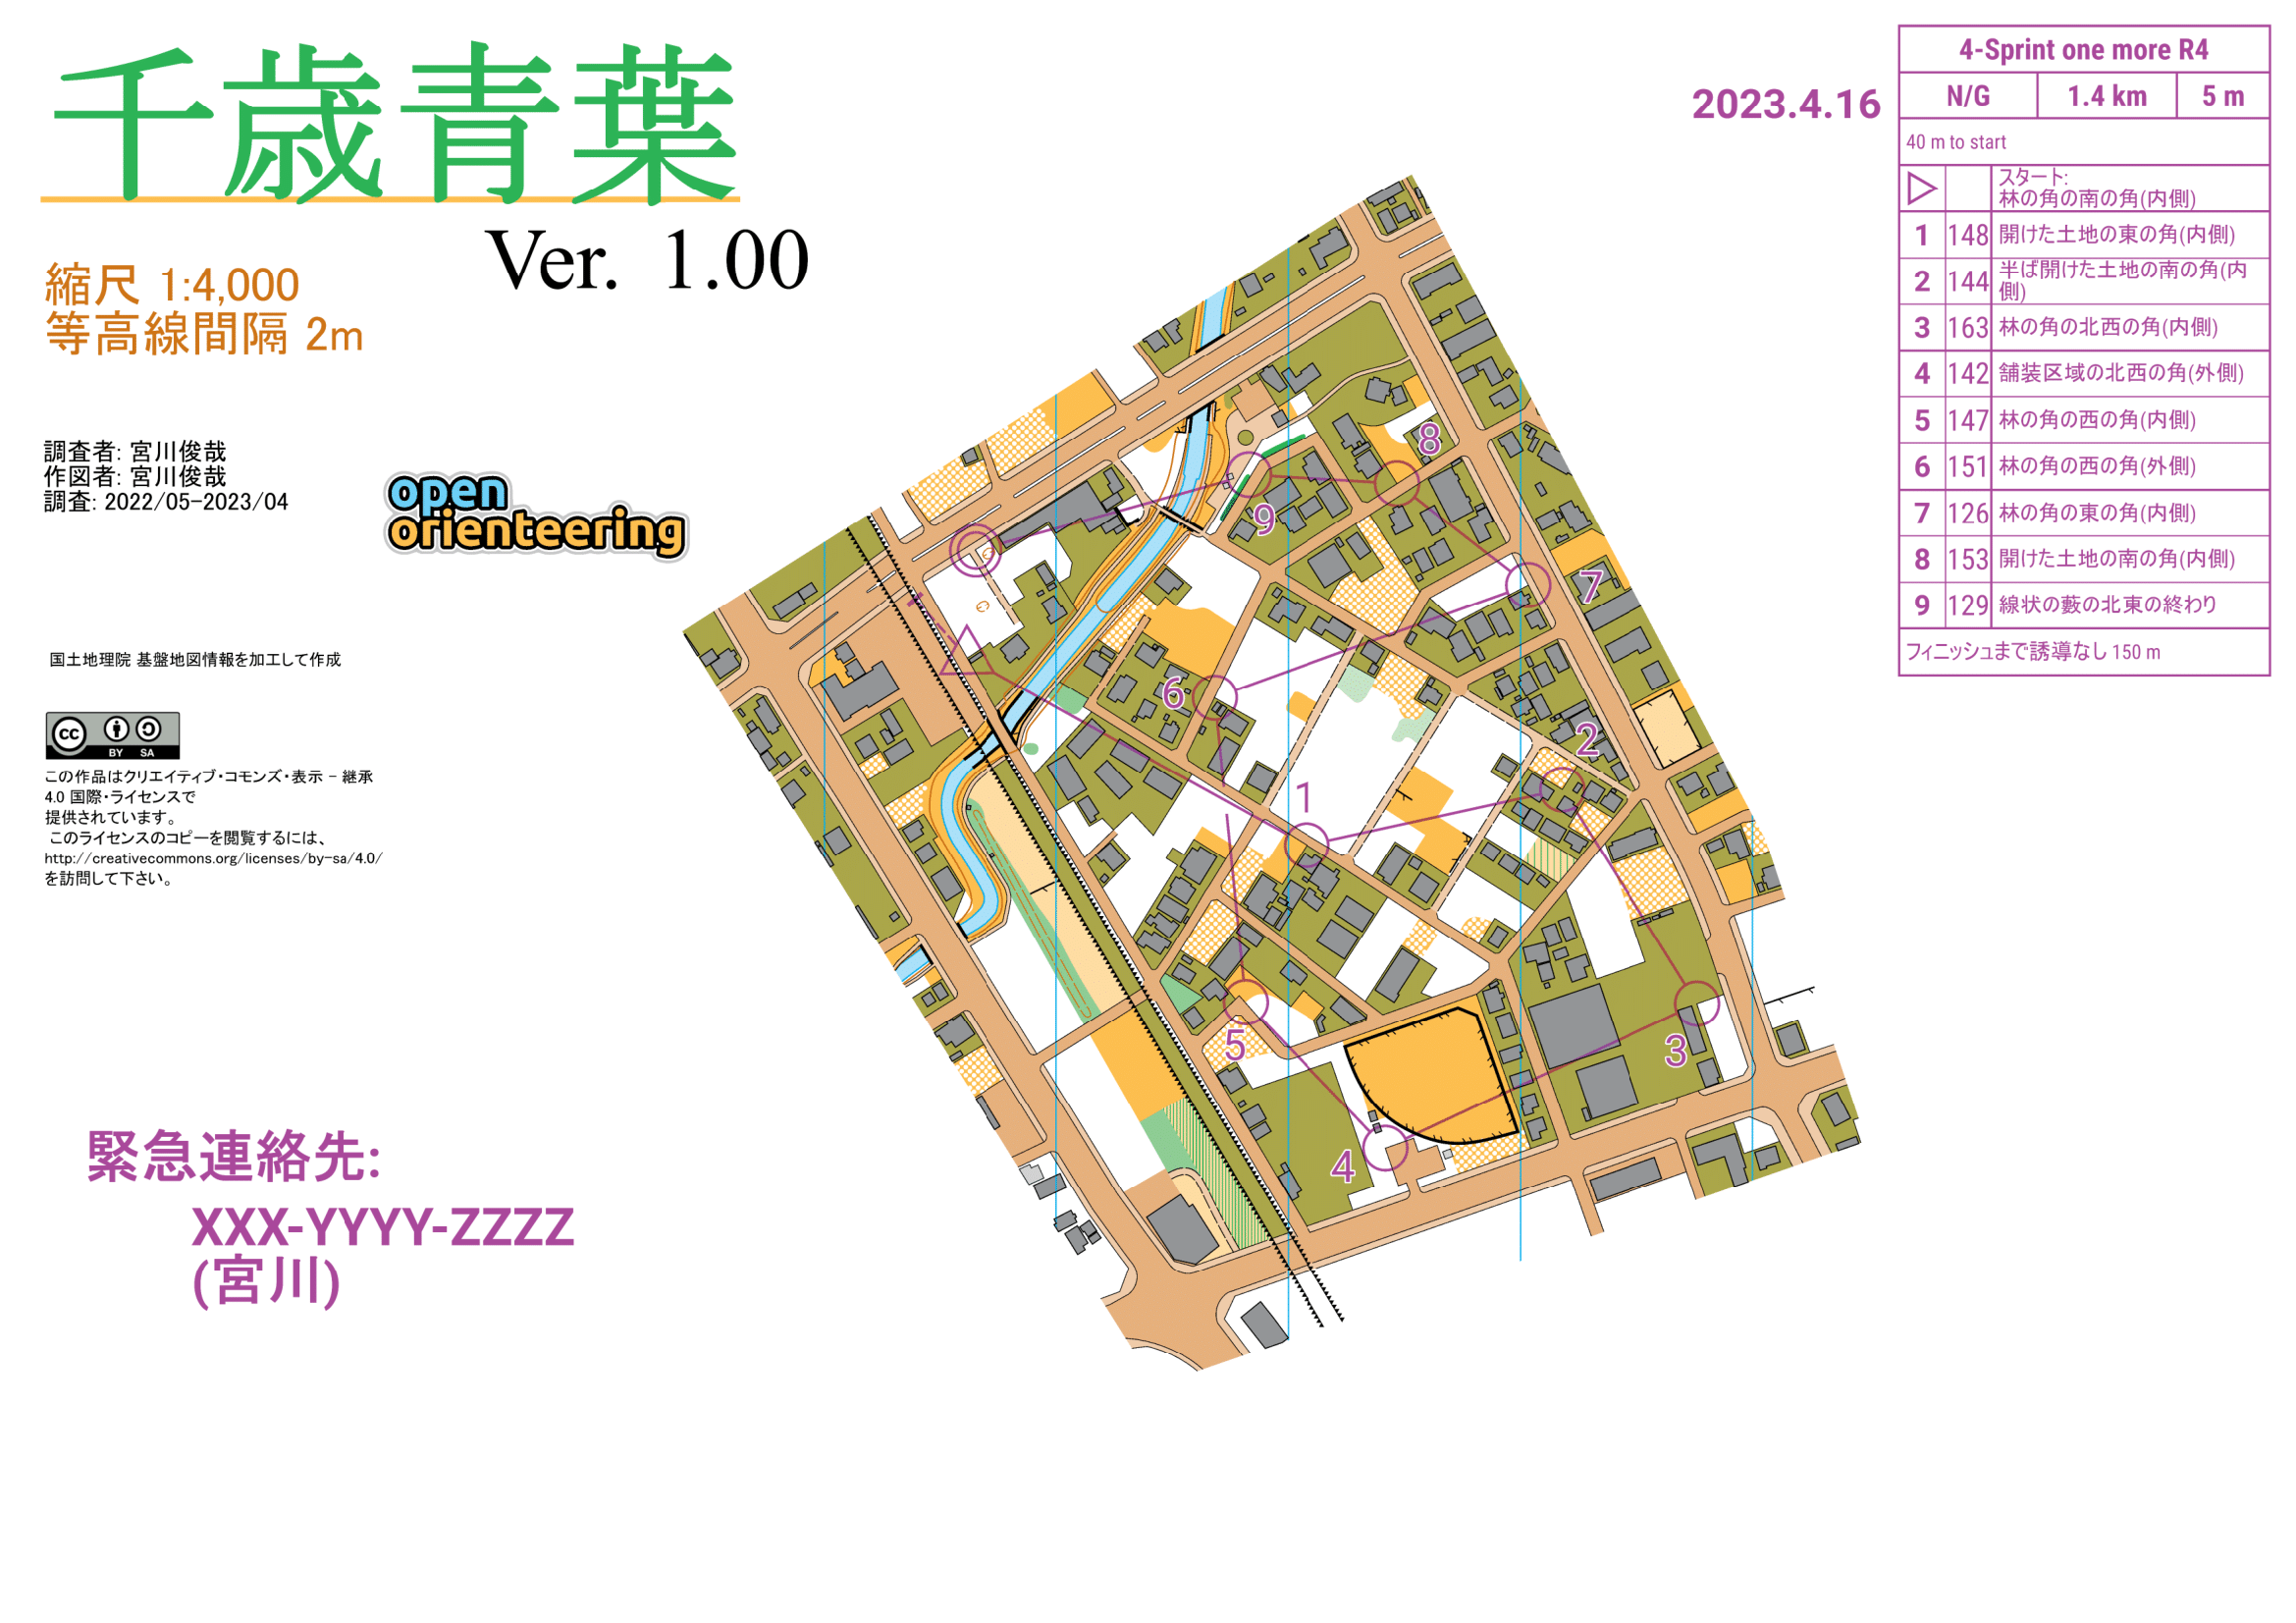 千歳青葉
Ver. 1.00
縮尺 1:4,000
等高線間隔 2m
調査者: 宮川俊哉
作図者: 宮川俊哉
調査: 2022/05-2023/04
open
orienteering
国土地理院 基盤地図情報を加工して作成
cc
BY SA
この作品はクリエイティブ・コモンズ・表示 - 継承
4.0 国際・ライセンスで
提供されています。
このライセンスのコピーを閲覧するには、
http://creativecommons.org/licenses/by-sa/4.0/
を訪問して下さい。
緊急連絡先:
XXX-YYYY-ZZZZ
(宮川)
2023.4.16
4-Sprint one more R4
N/G 1.4 km 5 m
40 m to start
スタート:
林の角の南の角(内側)
1 148 開けた土地の東の角(内側)
2 144 半ば開けた土地の南の角(内
側)
3 163 林の角の北西の角(内側)
4 142 舗装区域の北西の角(外側)
5 147 林の角の西の角(内側)
6 151 林の角の西の角(外側)
7 126 林の角の東の角(内側)
8 153 開けた土地の南の角(内側)
9 129 線状の藪の北東の終わり
フィニッシュまで誘導なし 150 m
8
9
7
6
2
1
5
3
4